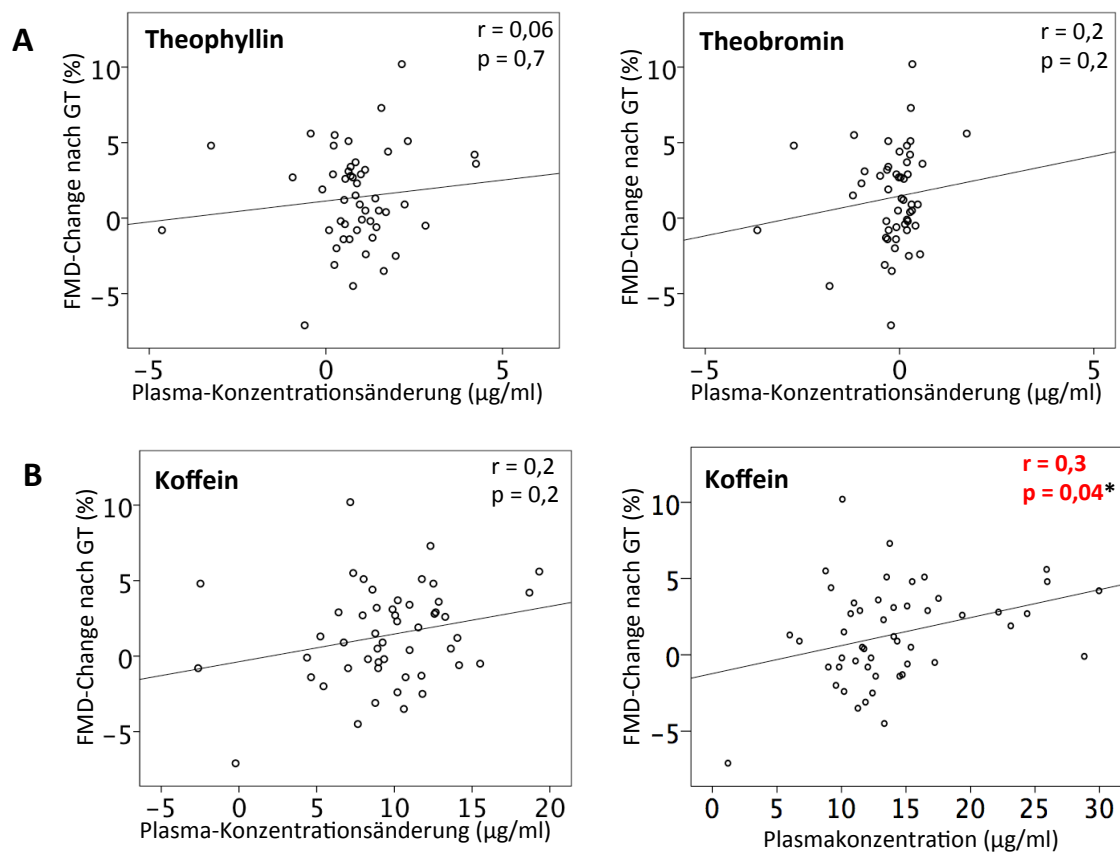 A
Theophyllin
r = 0,06
p = 0,7
FMD-Change nach GT (%)
10
5
0
−5
−5 0 5
Plasma-Konzentrationsänderung (µg/ml)
Theobromin
r = 0,2
p = 0,2
FMD-Change nach GT (%)
10
5
0
−5
−5 0 5
Plasma-Konzentrationsänderung (µg/ml)
B
Koffein
r = 0,2
p = 0,2
FMD-Change nach GT (%)
10
5
0
−5
−5 0 5 10 15 20
Plasma-Konzentrationsänderung (µg/ml)
Koffein
r = 0,3
p = 0,04*
FMD-Change nach GT (%)
10
5
0
−5
0 5 10 15 20 25 30
Plasmakonzentration (µg/ml)